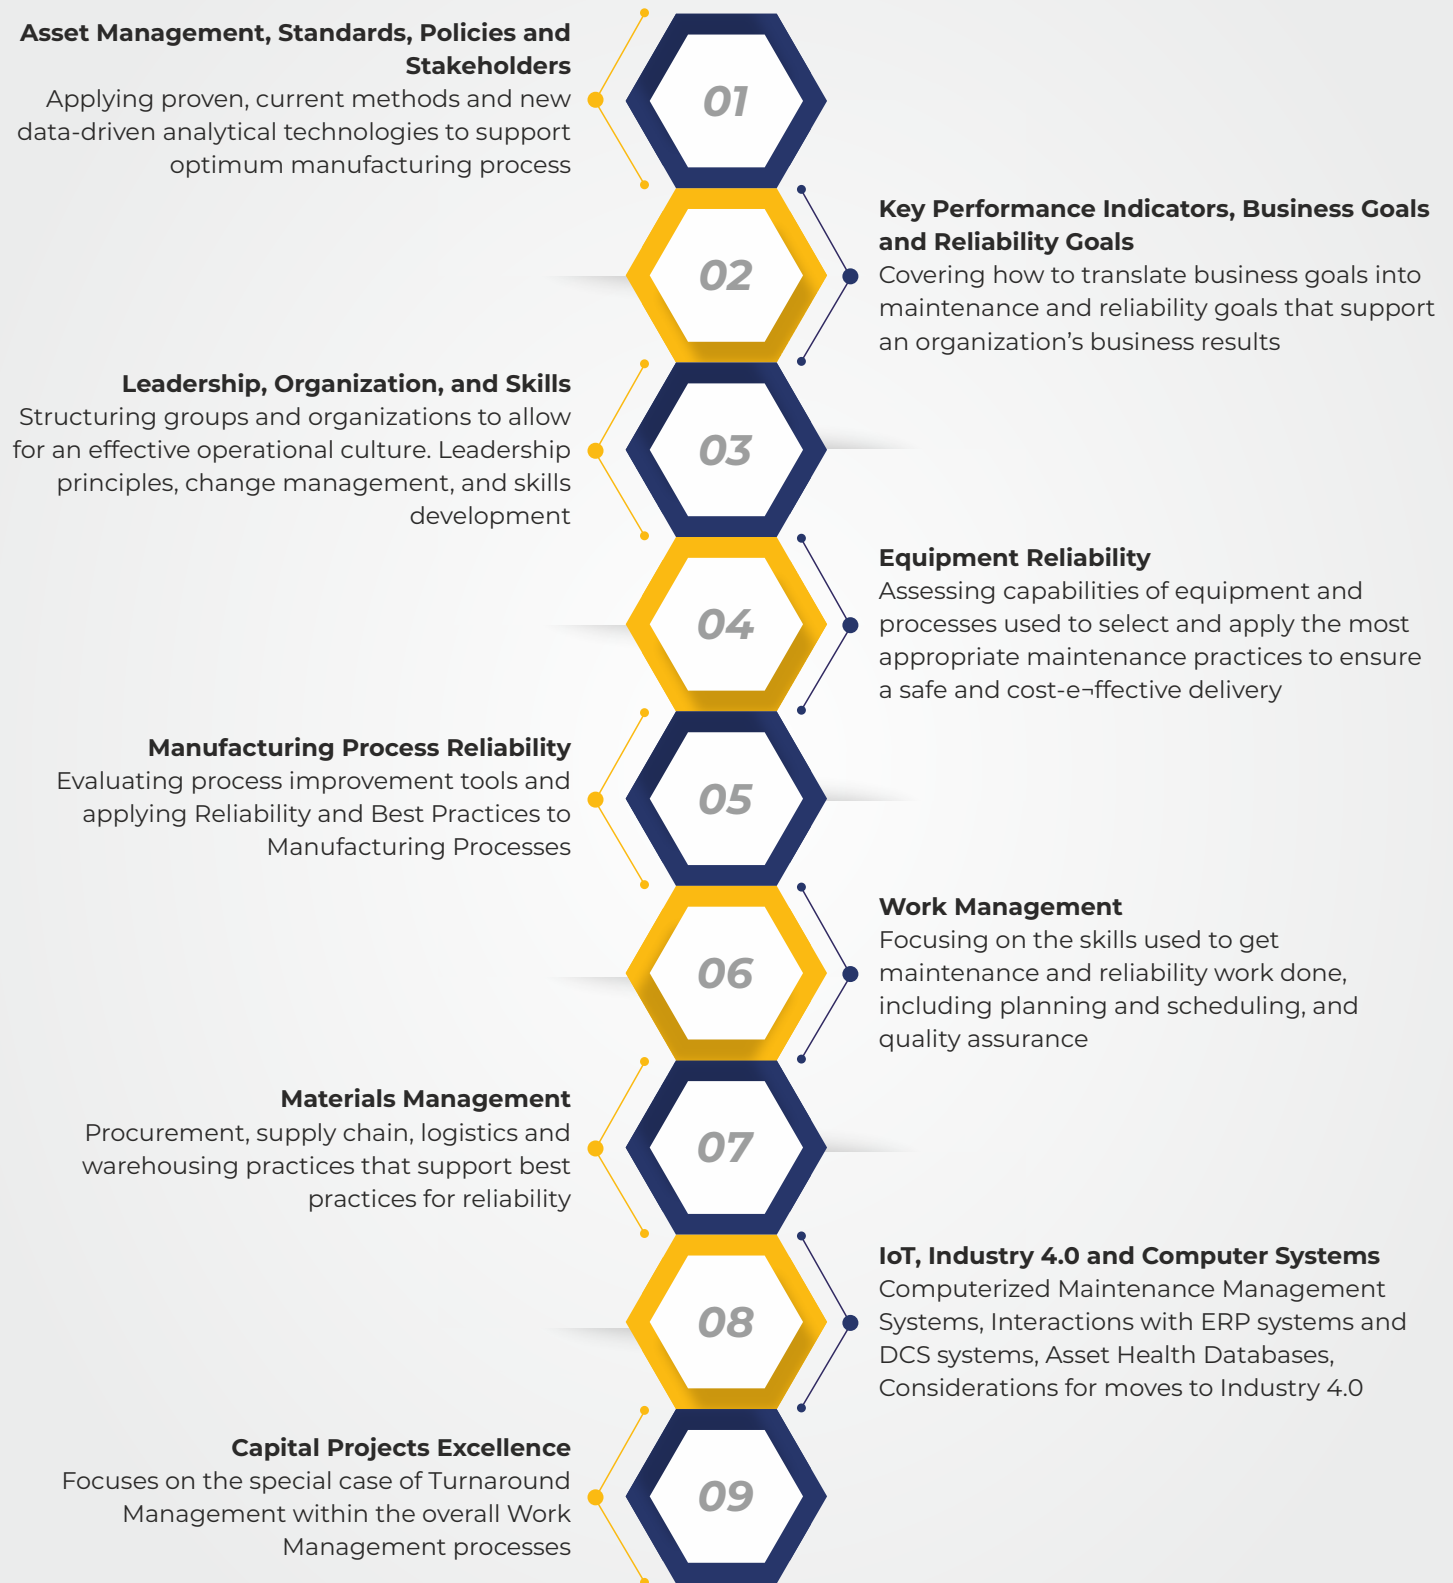 Asset Management, Standards, Policies and
Stakeholders
Applying proven, current methods and new
data-driven analytical technologies to support
optimum manufacturing process
01
Key Performance Indicators, Business Goals
and Reliability Goals
Covering how to translate business goals into
maintenance and reliability goals that support
an organization’s business results
02
Leadership, Organization, and Skills
Structuring groups and organizations to allow
for an effective operational culture. Leadership
principles, change management, and skills
development
03
Equipment Reliability
Assessing capabilities of equipment and
processes used to select and apply the most
appropriate maintenance practices to ensure
a safe and cost-e¬ffective delivery
04
Manufacturing Process Reliability
Evaluating process improvement tools and
applying Reliability and Best Practices to
Manufacturing Processes
05
Work Management
Focusing on the skills used to get
maintenance and reliability work done,
including planning and scheduling, and
quality assurance
06
Materials Management
Procurement, supply chain, logistics and
warehousing practices that support best
practices for reliability
07
IoT, Industry 4.0 and Computer Systems
Computerized Maintenance Management
Systems, Interactions with ERP systems and
DCS systems, Asset Health Databases,
Considerations for moves to Industry 4.0
08
Capital Projects Excellence
Focuses on the special case of Turnaround
Management within the overall Work
Management processes
09